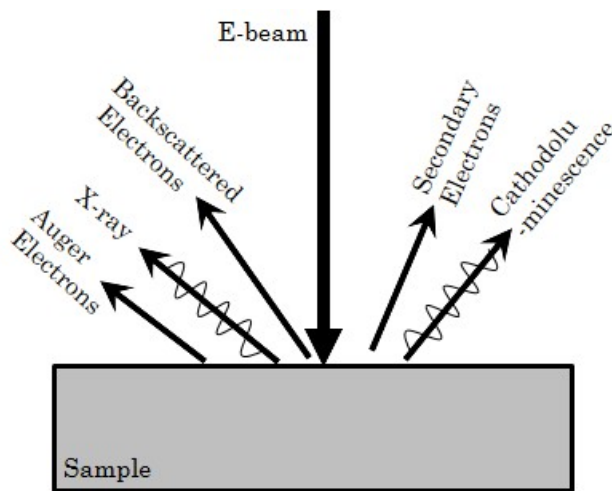 E-beam
Backscattered
Electrons
Secondary
Electrons
Cathodolu
-minescence
X-ray
Auger
Electrons
Sample